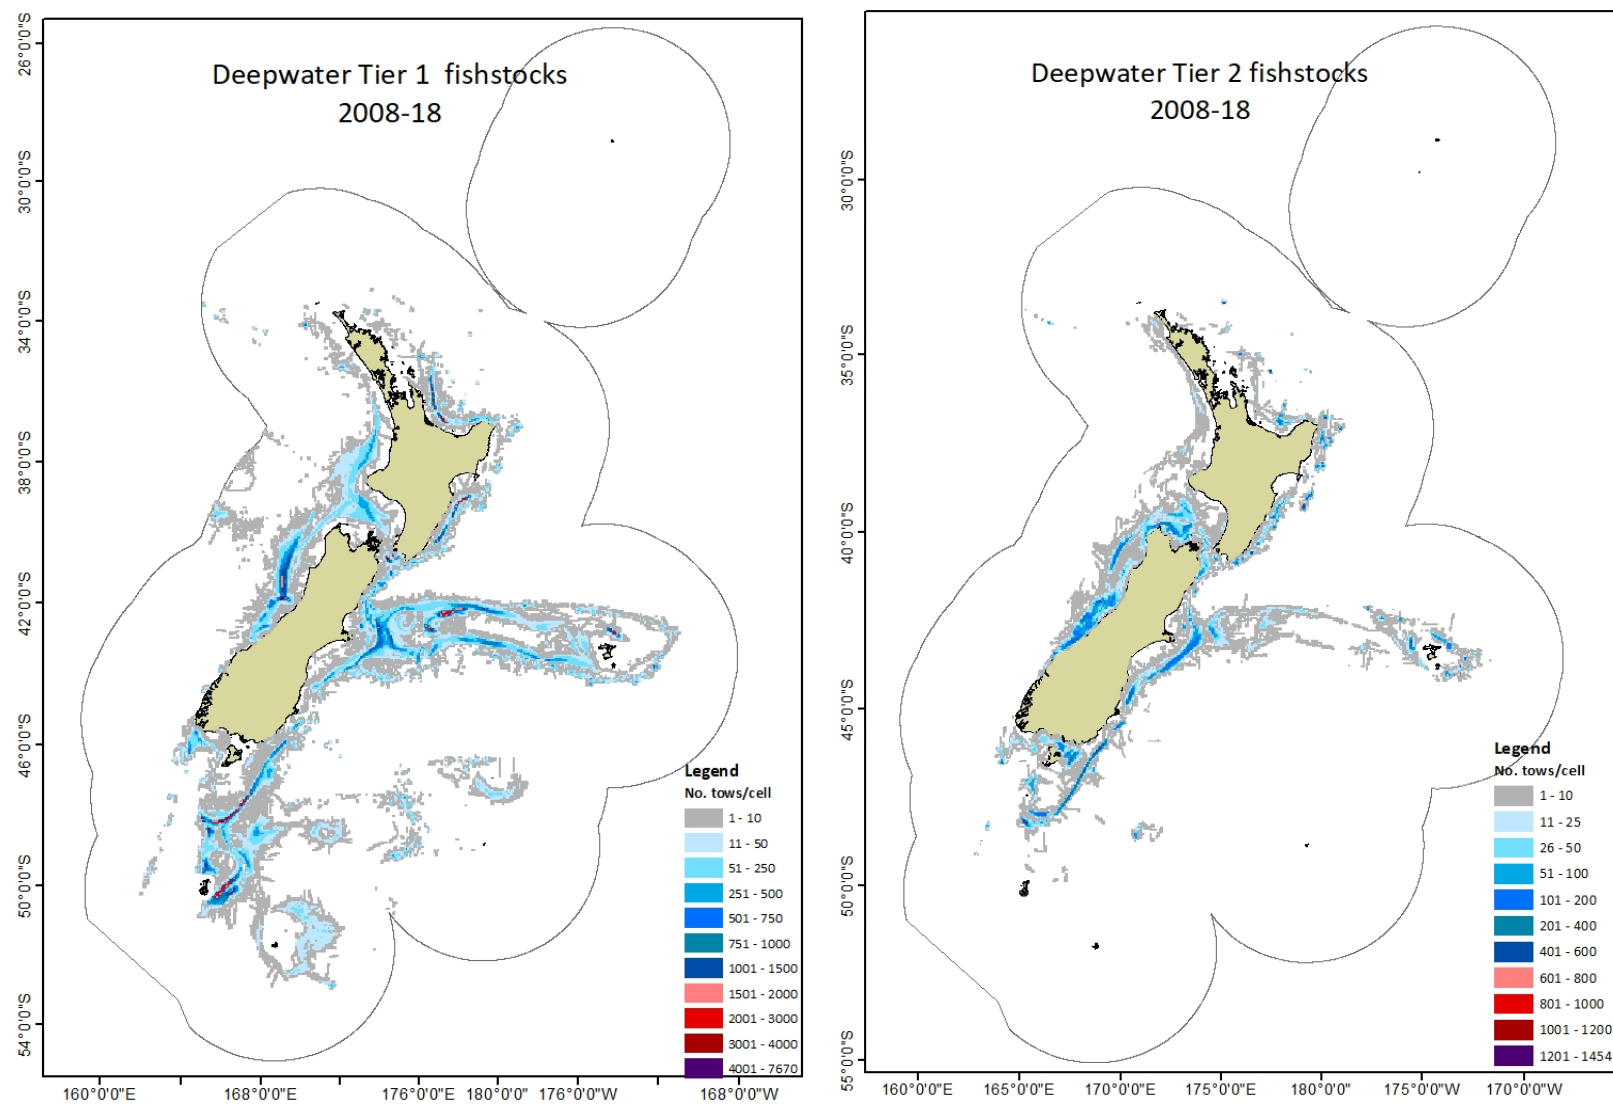 Deepwater Tier 1 fishstocks
2008-18
26°0'0"S
30°0'0"S
34°0'0"S
38°0'0"S
42°0'0"S
46°0'0"S
50°0'0"S
54°0'0"S
Legend
No. tows/cell
1 - 10
11 - 50
51 - 250
251 - 500
501 - 750
751 - 1000
1001 - 1500
1501 - 2000
2001 - 3000
3001 - 4000
4001 - 7670
160°0'0"E
168°0'0"E
176°0'0"E
180°0'0"
176°0'0"W
168°0'0"W
Deepwater Tier 2 fishstocks
2008-18
30°0'0"S
35°0'0"S
40°0'0"S
45°0'0"S
50°0'0"S
55°0'0"S
Legend
No. tows/cell
1 - 10
11 - 25
26 - 50
51 - 100
101 - 200
201 - 400
401 - 600
601 - 800
801 - 1000
1001 - 1200
1201 - 1454
160°0'0"E
165°0'0"E
170°0'0"E
175°0'0"E
180°0'0"
175°0'0"W
170°0'0"W